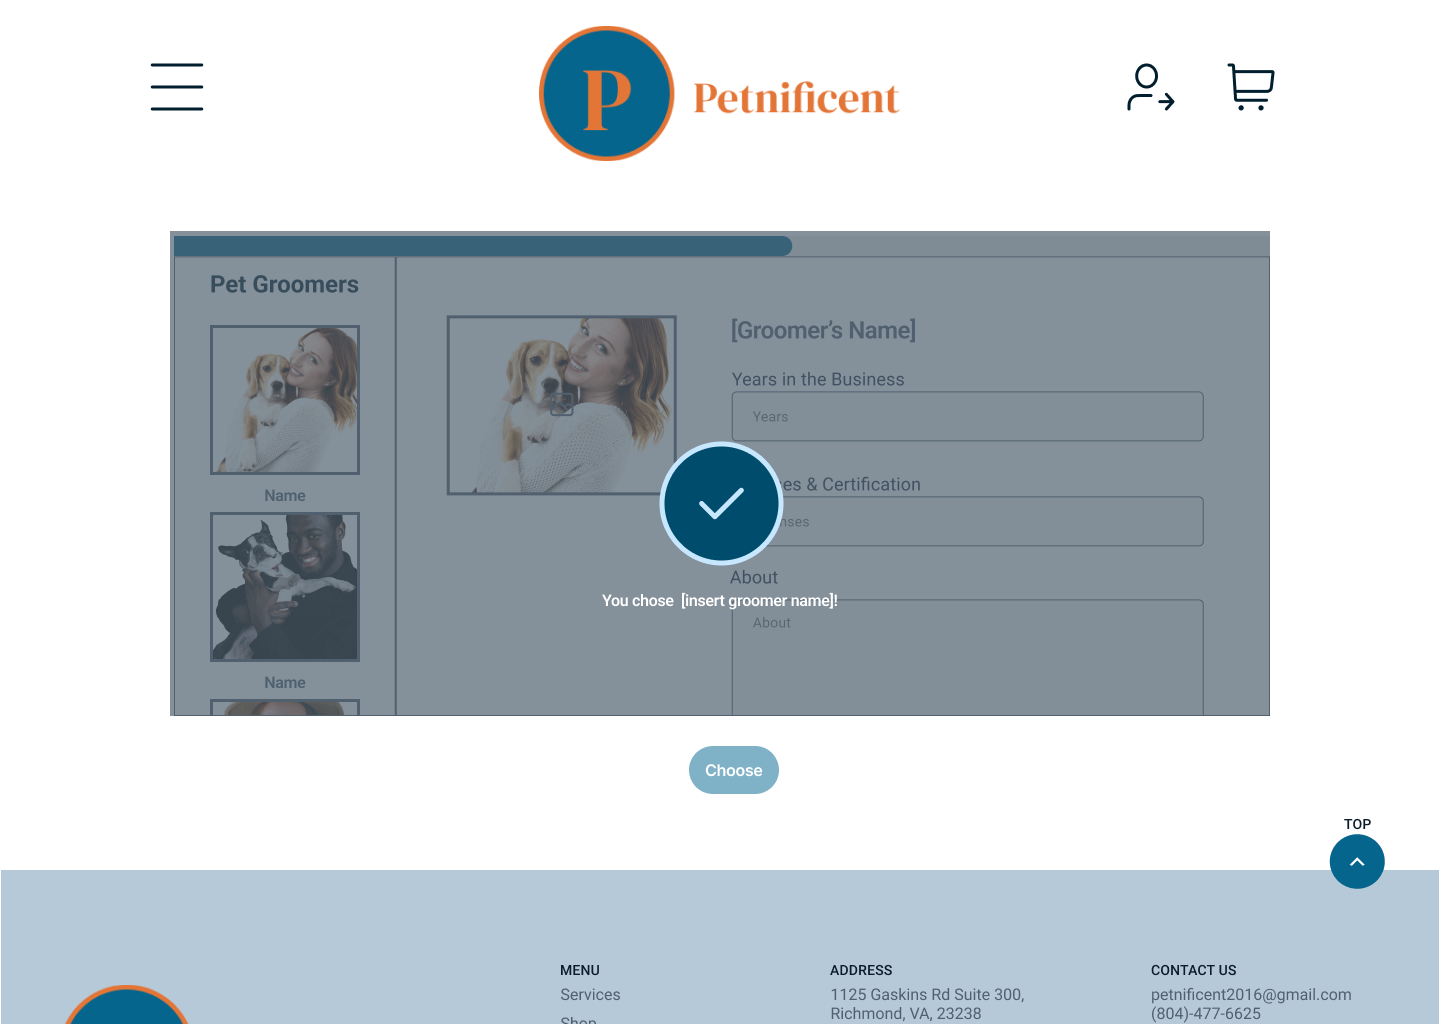 P
Petnificent
Pet Groomers
Name
Name
[Groomer's Name]
Years in the Business
Years
es & Certification
nses
About
About
You chose [insert groomer name]!
Choose
TOP
MENU
Services
Shop
ADDRESS
1125 Gaskins Rd Suite 300,
Richmond, VA, 23238
CONTACT US
petnificent2016@gmail.com
(804)-477-6625